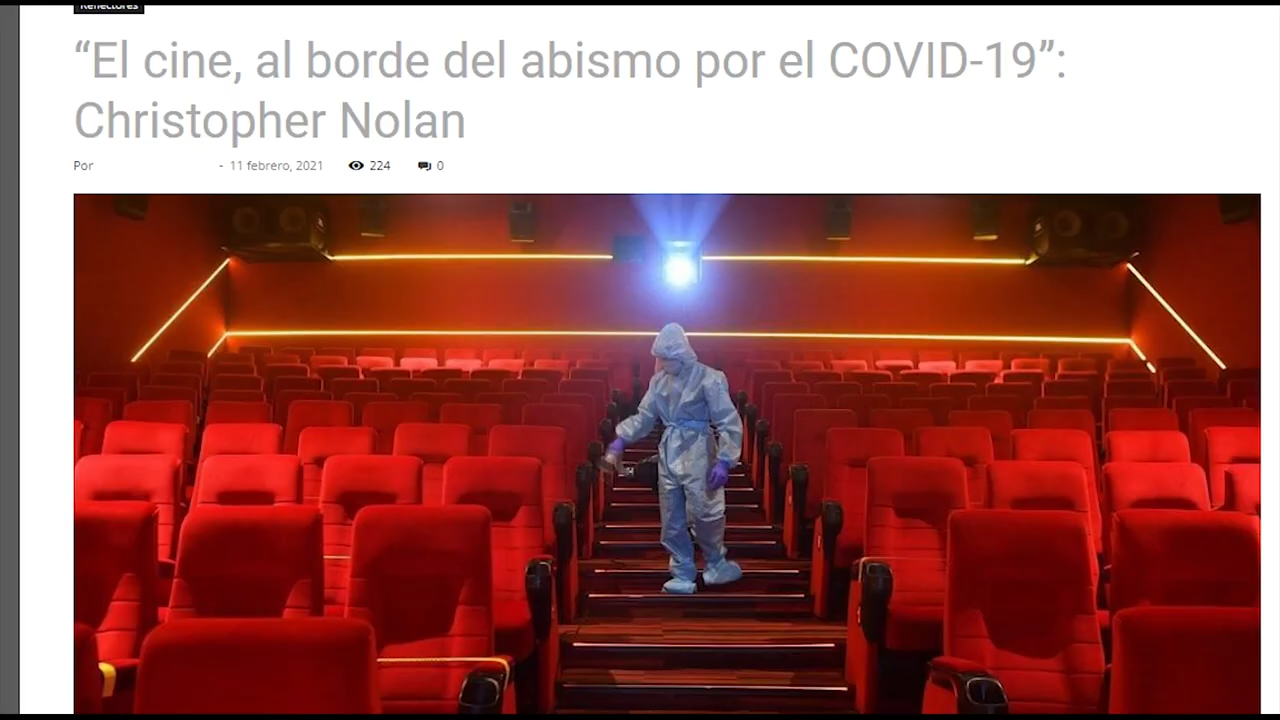 Reflectores
“El cine, al borde del abismo por el COVID-19”:
Christopher Nolan
Por - 11 febrero, 2021 224 0